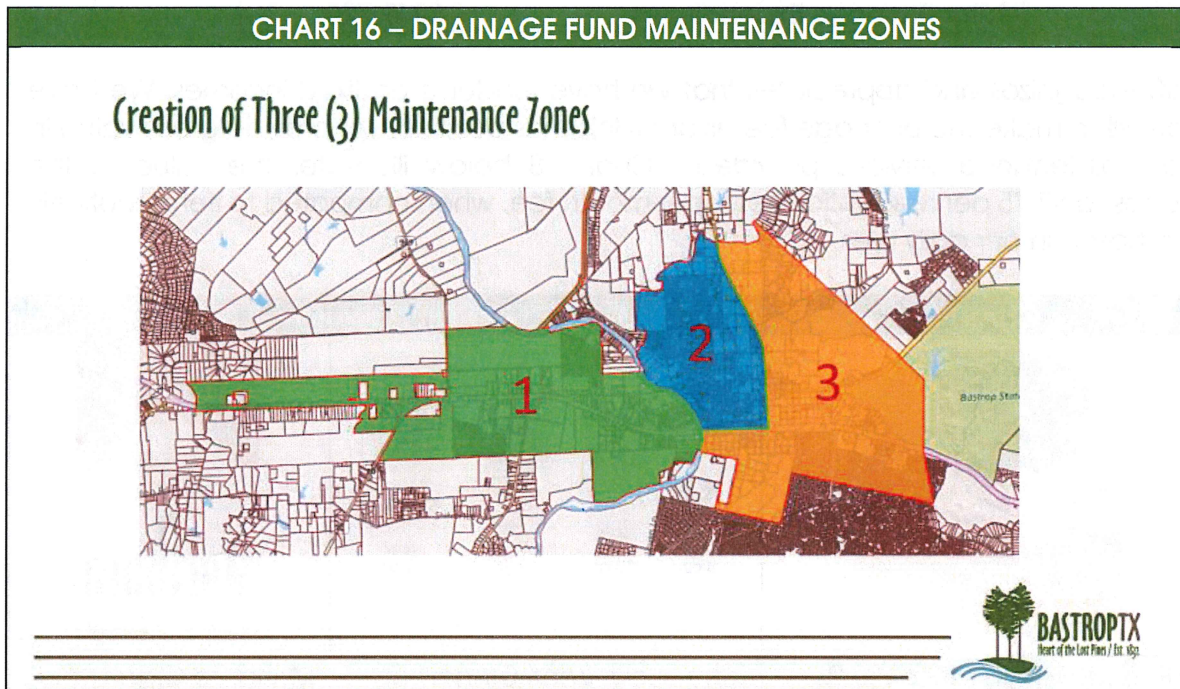 CHART 16 – DRAINAGE FUND MAINTENANCE ZONES
Creation of Three (3) Maintenance Zones
1
2
3
Bastrop State
BASTROPTX
Heart of the Lost Pines / Est. 1832